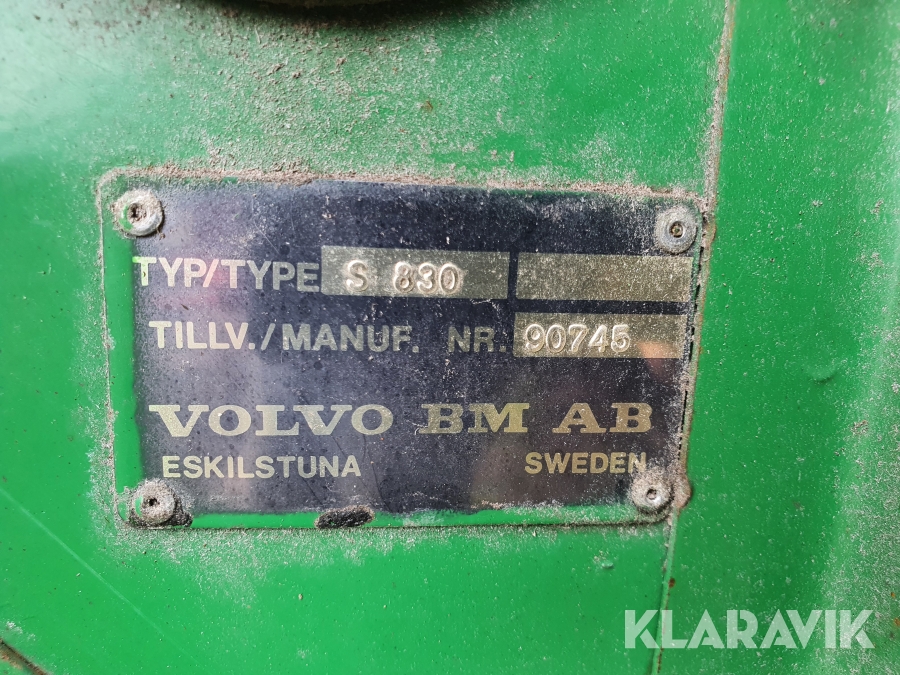 TYP/TYPE S 830
TILLV./MANUF. NR. 90745
VOLVO BM AB
ESKILSTUNA SWEDEN
KLARAVIK